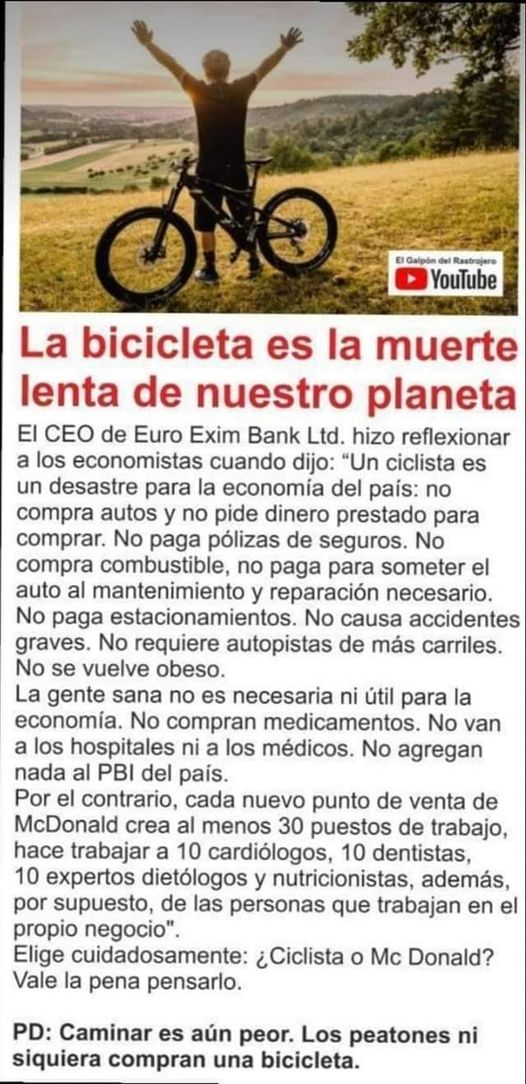 El Galpón del Rastrojero
YouTube
La bicicleta es la muerte
lenta de nuestro planeta
El CEO de Euro Exim Bank Ltd. hizo reflexionar
a los economistas cuando dijo: “Un ciclista es
un desastre para la economía del país: no
compra autos y no pide dinero prestado para
comprar. No paga pólizas de seguros. No
compra combustible, no paga para someter el
auto al mantenimiento y reparación necesario.
No paga estacionamientos. No causa accidentes
graves. No requiere autopistas de más carriles.
No se vuelve obeso.
La gente sana no es necesaria ni útil para la
economía. No compran medicamentos. No van
a los hospitales ni a los médicos. No agregan
nada al PBI del país.
Por el contrario, cada nuevo punto de venta de
McDonald crea al menos 30 puestos de trabajo,
hace trabajar a 10 cardiólogos, 10 dentistas,
10 expertos dietólogos y nutricionistas, además,
por supuesto, de las personas que trabajan en el
propio negocio".
Elige cuidadosamente: ¿Ciclista o Mc Donald?
Vale la pena pensarlo.
PD: Caminar es aún peor. Los peatones ni
siquiera compran una bicicleta.